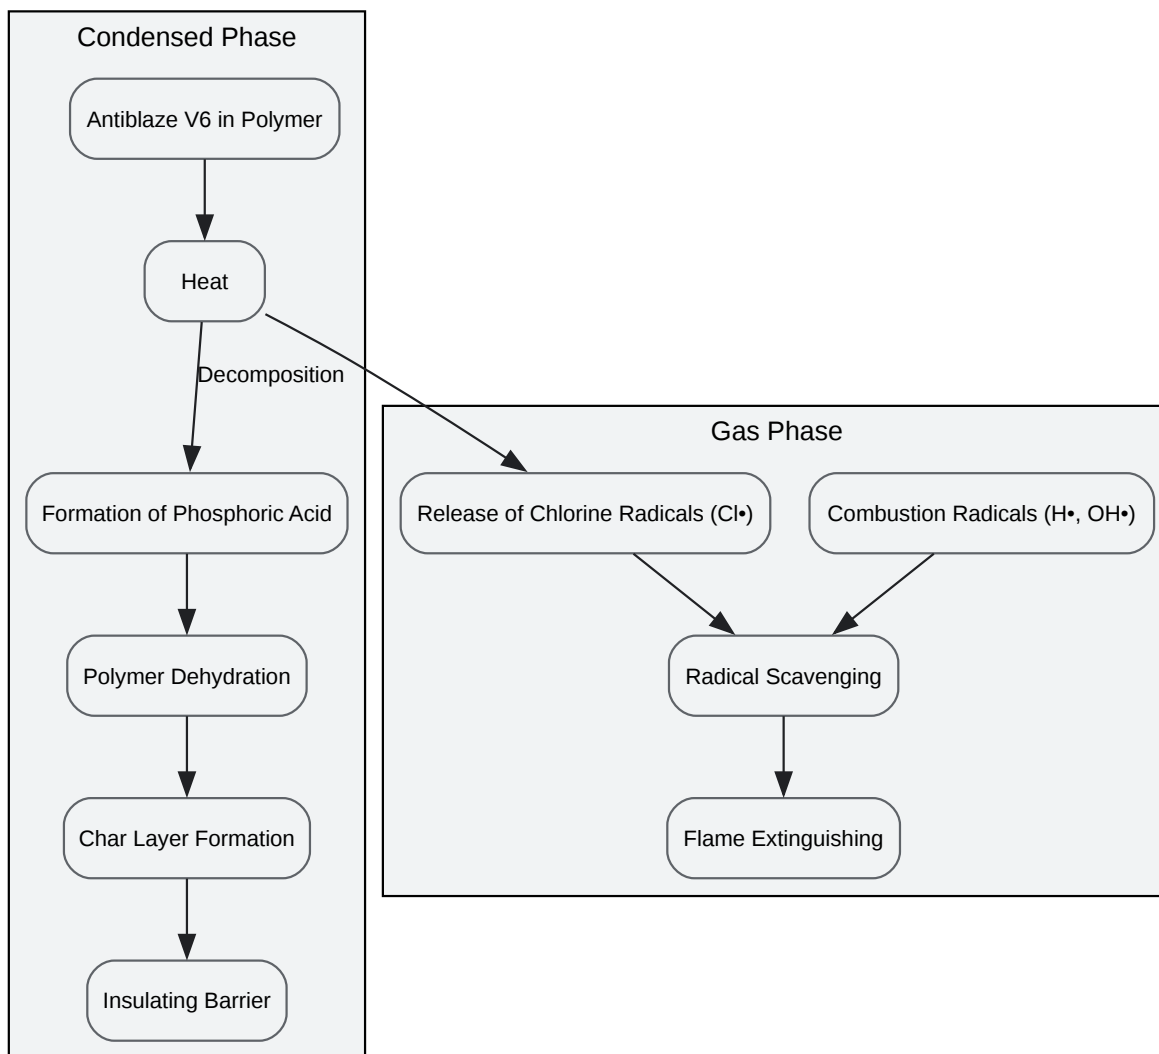 Condensed Phase
Antiblaze V6 in Polymer
Heat
Decomposition
Formation of Phosphoric Acid
Polymer Dehydration
Char Layer Formation
Insulating Barrier
Gas Phase
Release of Chlorine Radicals (Cl•)
Combustion Radicals (H•, OH•)
Radical Scavenging
Flame Extinguishing